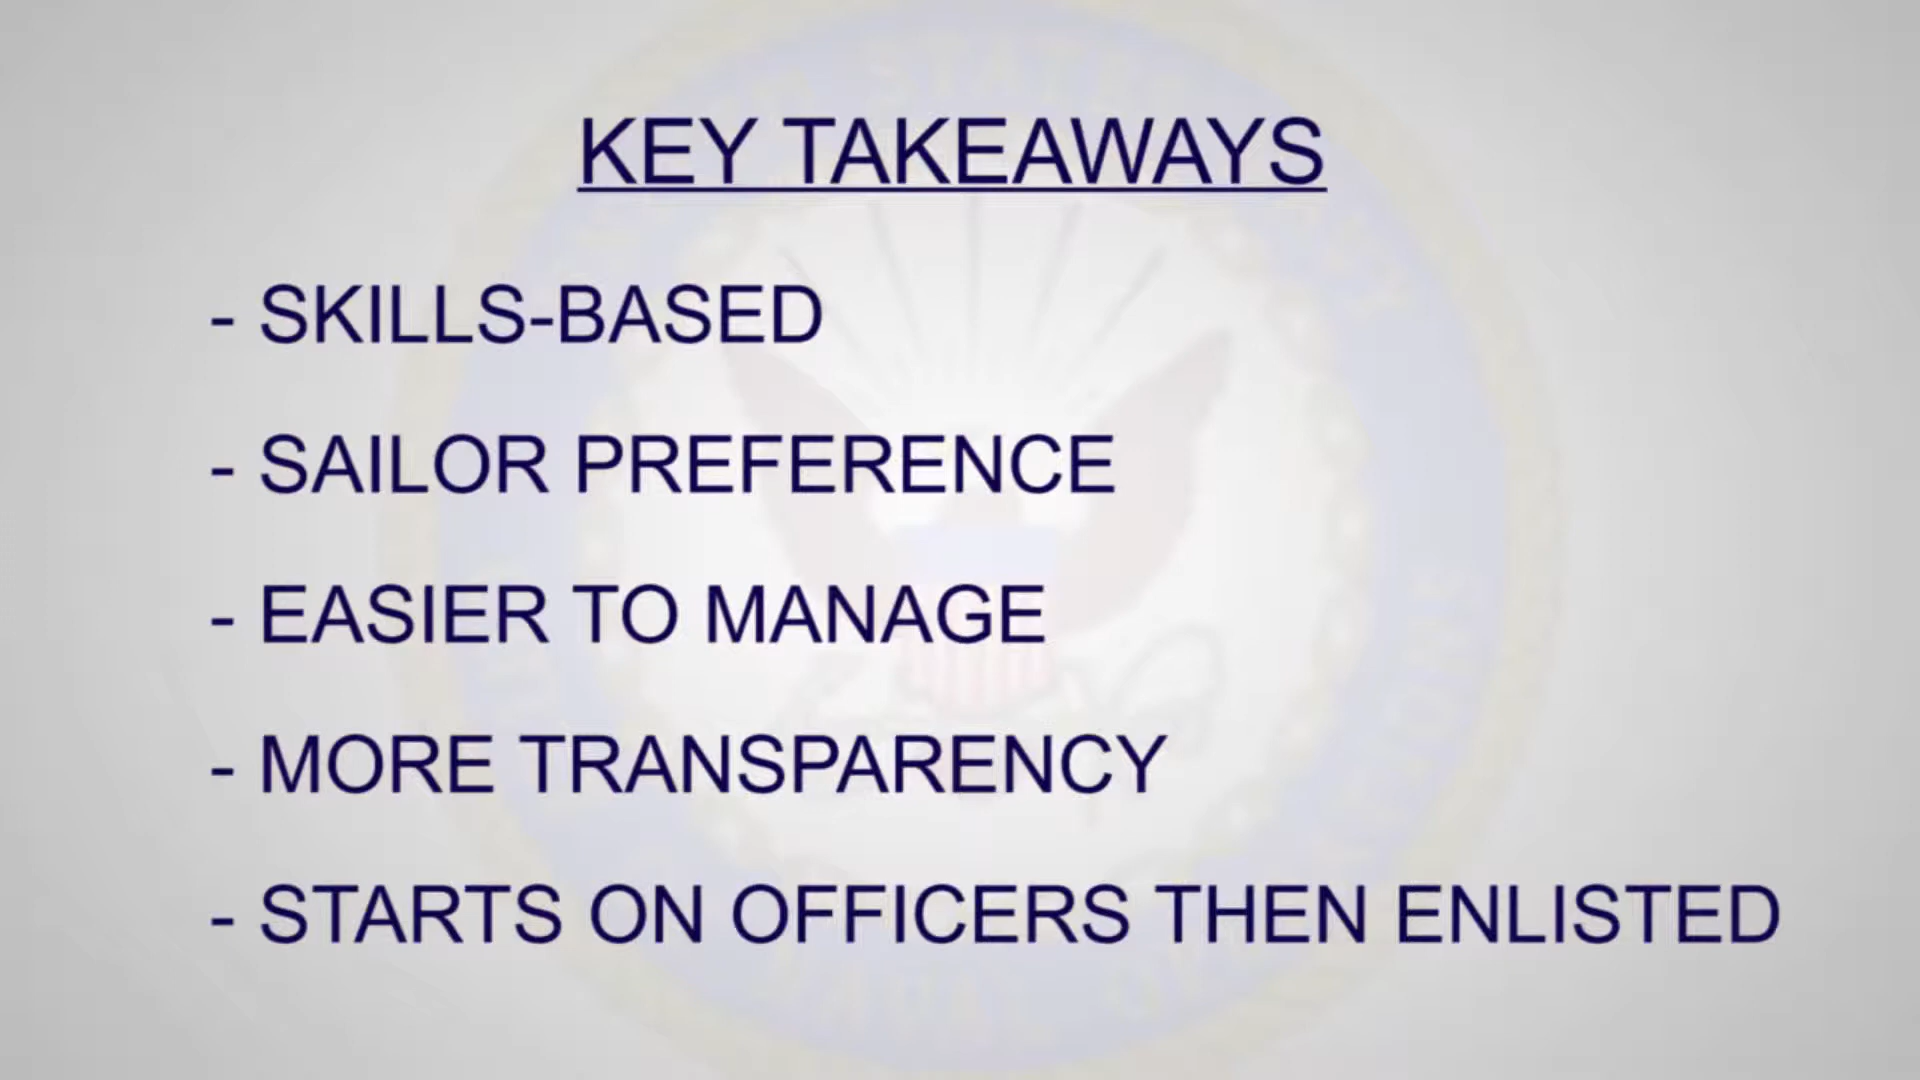 KEY TAKEAWAYS
- SKILLS-BASED
- SAILOR PREFERENCE
- EASIER TO MANAGE
- MORE TRANSPARENCY
- STARTS ON OFFICERS THEN ENLISTED